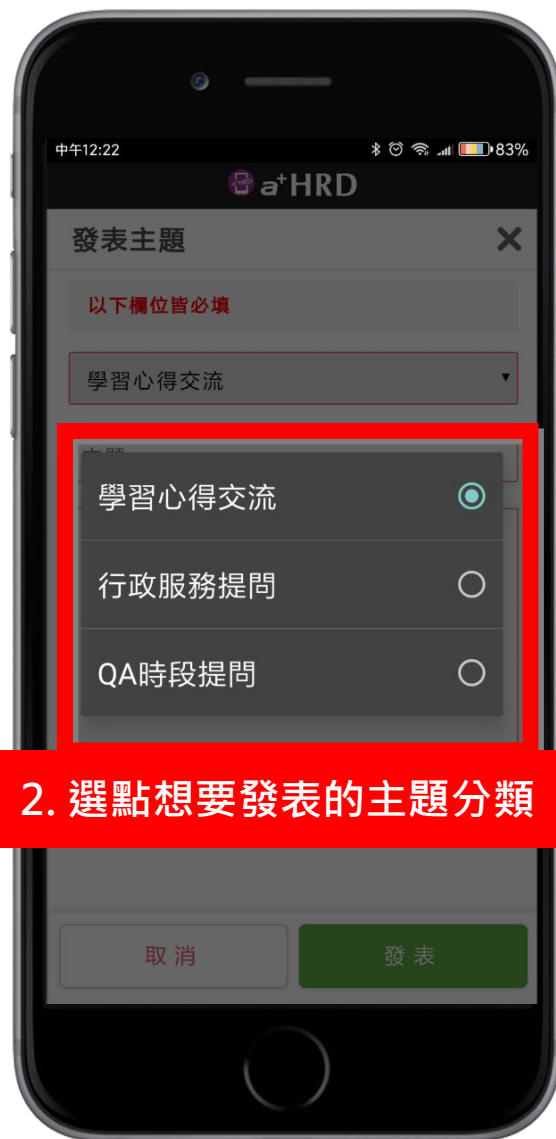 中午12:22 83%
a+HRD
發表主題
以下欄位皆必填
學習心得交流
學習心得交流
行政服務提問
QA時段提問
2. 選點想要發表的主題分類
取消 發表